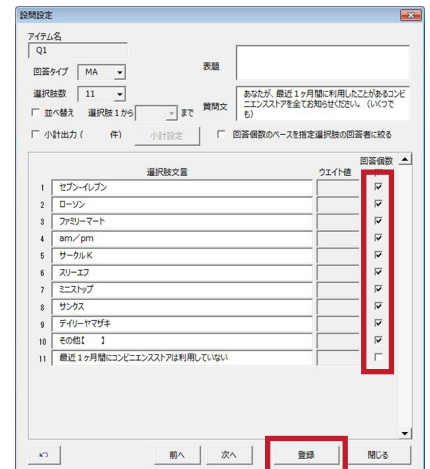 設問設定
アイテム名
Q1
回答タイプ MA
表題
選択肢数 11
質問文 あなたが、最近１ヶ月間に利用したことがあるコンビ
ニエンスストアを全てお知らせください。（いくつで
も）
並べ替え 選択肢１から まで
小計出力（ 件） 小計設定 回答個数のベースを指定選択肢の回答者に絞る
選択肢文言 ウエイト値 回答個数
1 セブン-イレブン
2 ローソン
3 ファミリーマート
4 am／pm
5 サークルＫ
6 スリーエフ
7 ミニストップ
8 サンクス
9 デイリーヤマザキ
10 その他【 】
11 最近１ヶ月間にコンビニエンスストアは利用していない
前へ 次へ 登録 閉じる